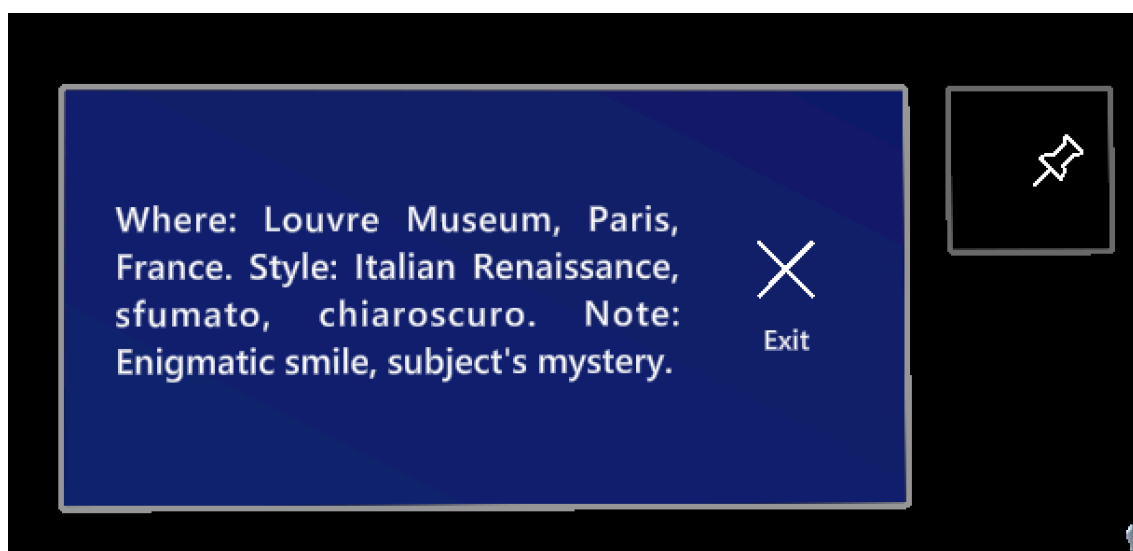 Where: Louvre Museum, Paris,
France. Style: Italian Renaissance,
sfumato, chiaroscuro. Note:
Enigmatic smile, subject's mystery.
Exit